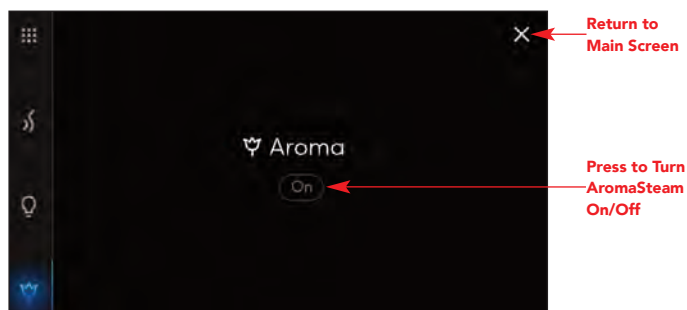 Return to
Main Screen
Aroma
On
Press to Turn
AromaSteam
On/Off